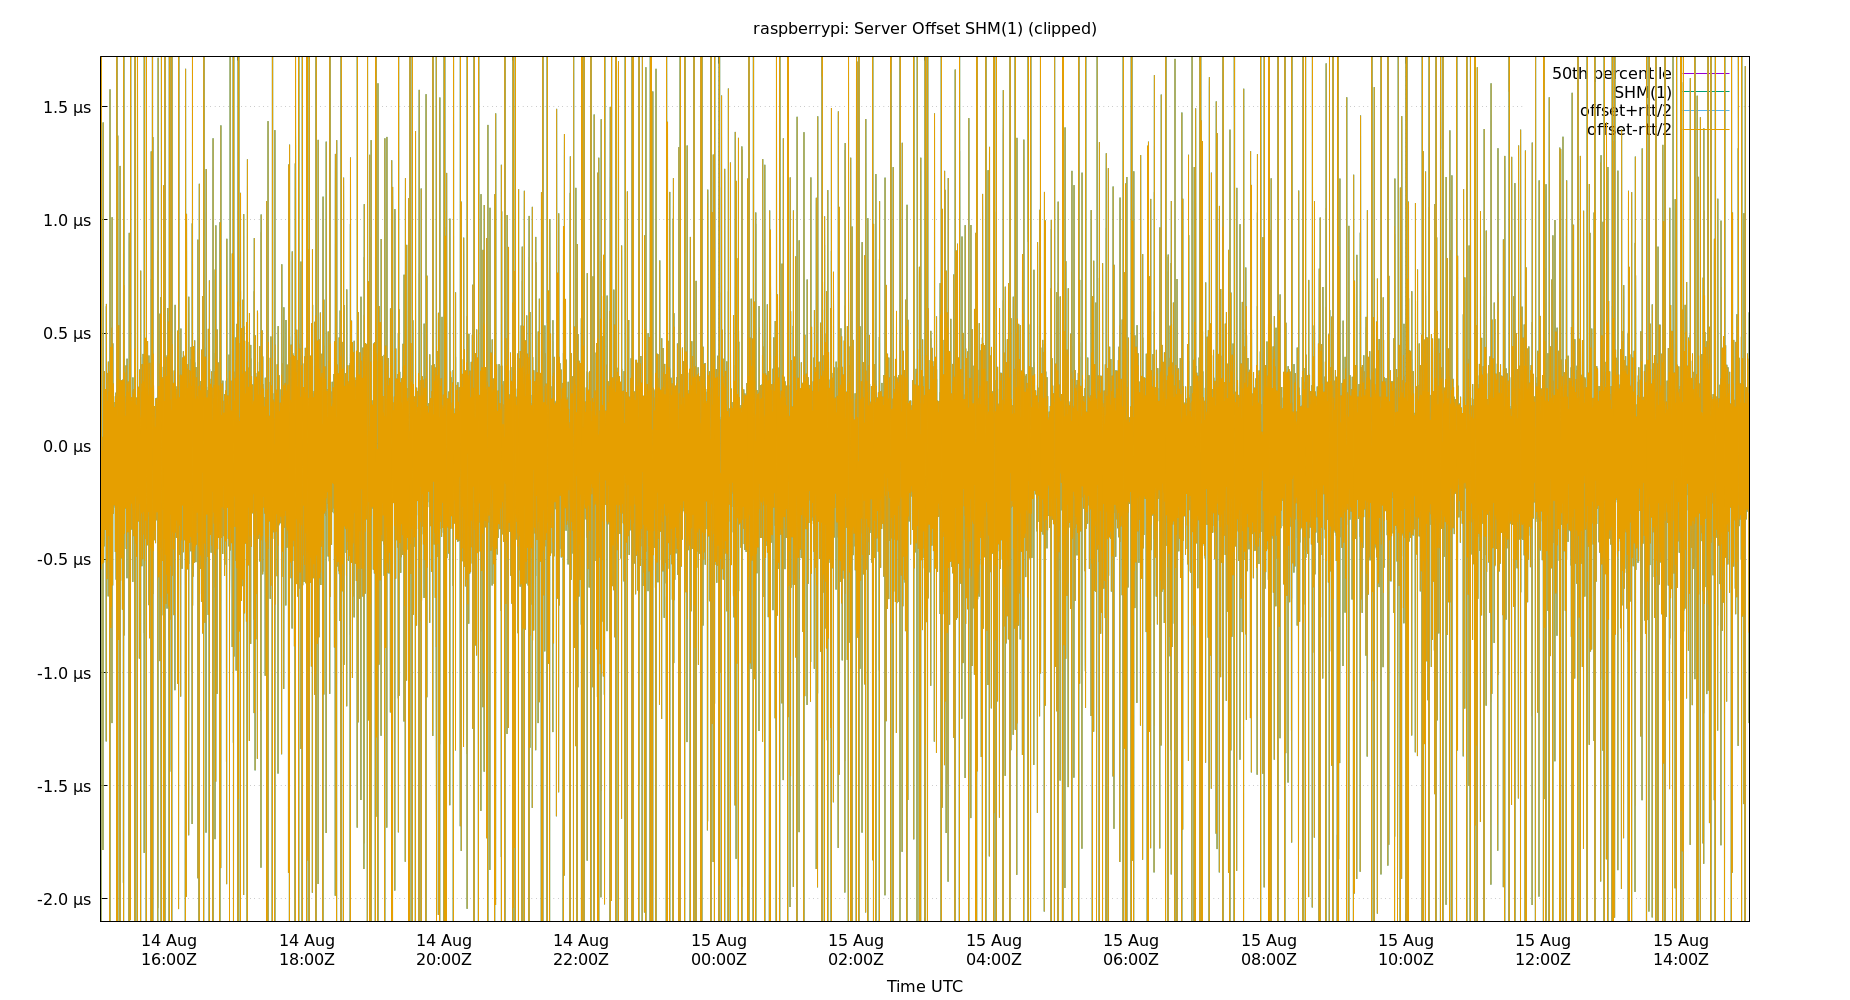 raspberrypi: Server Offset SHM(1) (clipped)
50th percentile
SHM(1)
offset+rtt/2
offset-rtt/2
1.5 µs
1.0 µs
0.5 µs
0.0 µs
-0.5 µs
-1.0 µs
-1.5 µs
-2.0 µs
14 Aug 14 Aug 14 Aug 14 Aug 15 Aug 15 Aug 15 Aug 15 Aug 15 Aug 15 Aug 15 Aug 15 Aug
16:00Z 18:00Z 20:00Z 22:00Z 00:00Z 02:00Z 04:00Z 06:00Z 08:00Z 10:00Z 12:00Z 14:00Z
Time UTC